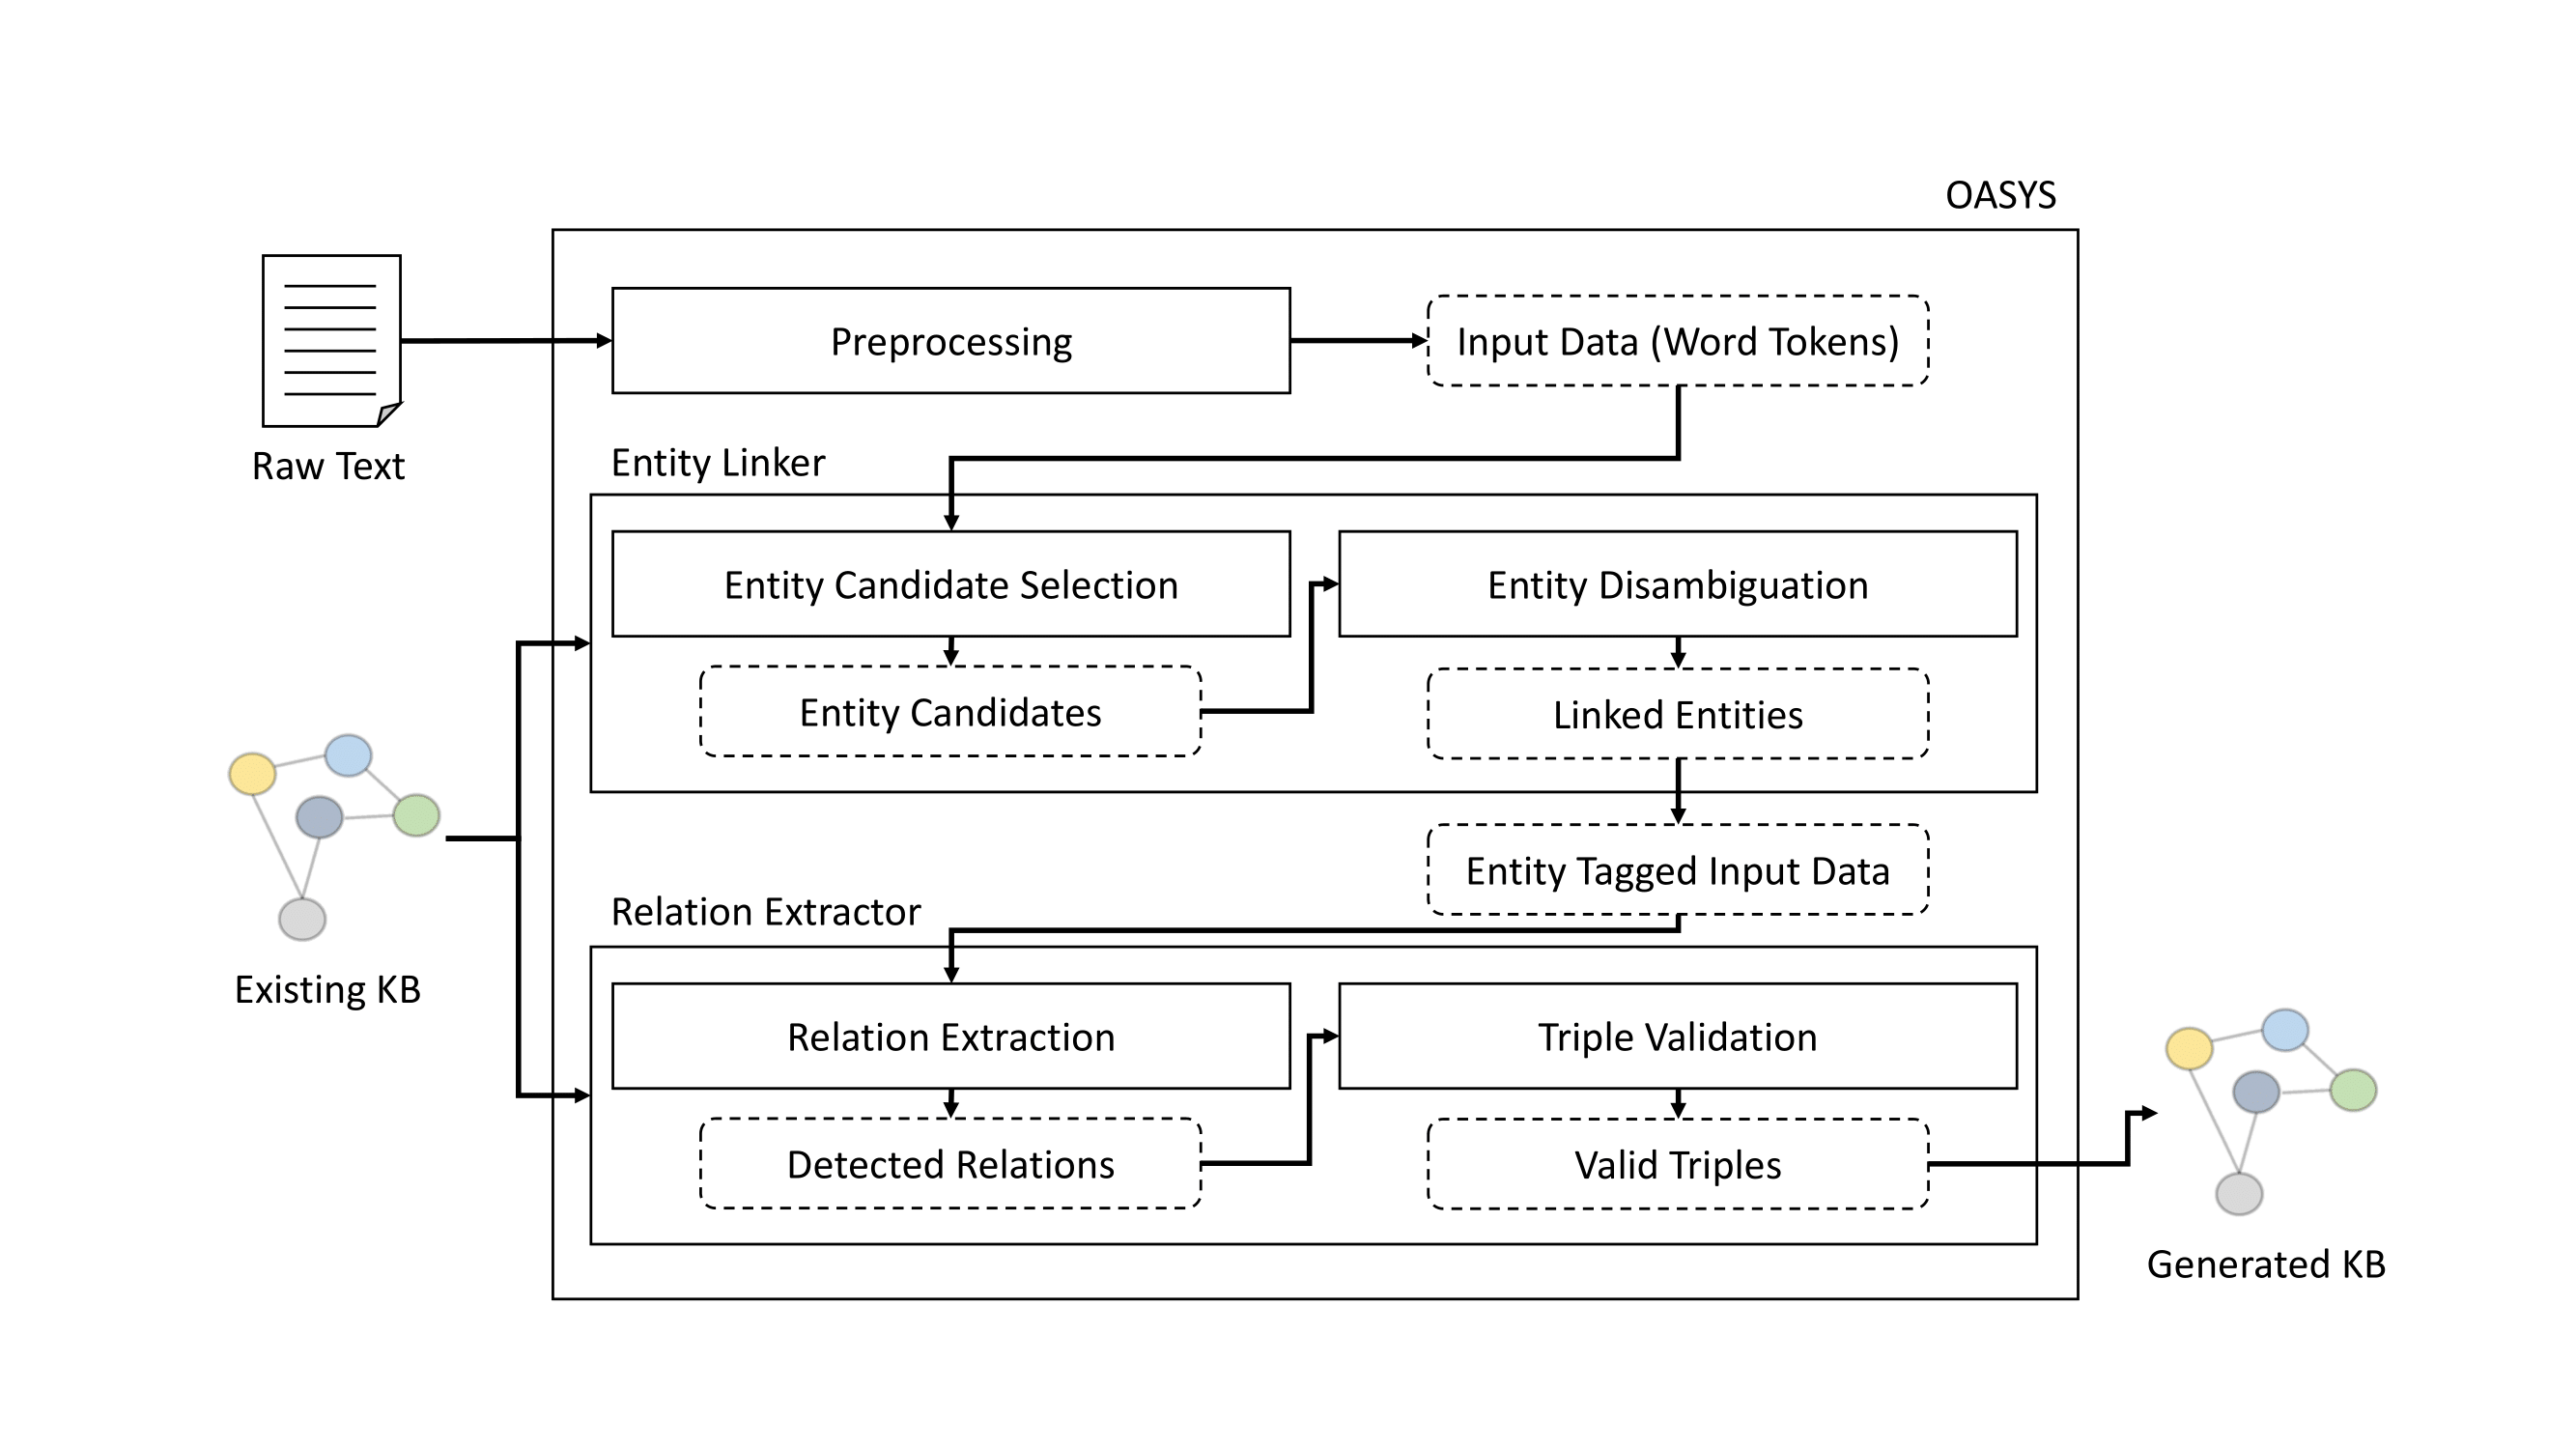 OASYS
Preprocessing
Input Data (Word Tokens)
Raw Text
Entity Linker
Entity Candidate Selection
Entity Disambiguation
Entity Candidates
Linked Entities
Entity Tagged Input Data
Existing KB
Relation Extractor
Relation Extraction
Triple Validation
Detected Relations
Valid Triples
Generated KB